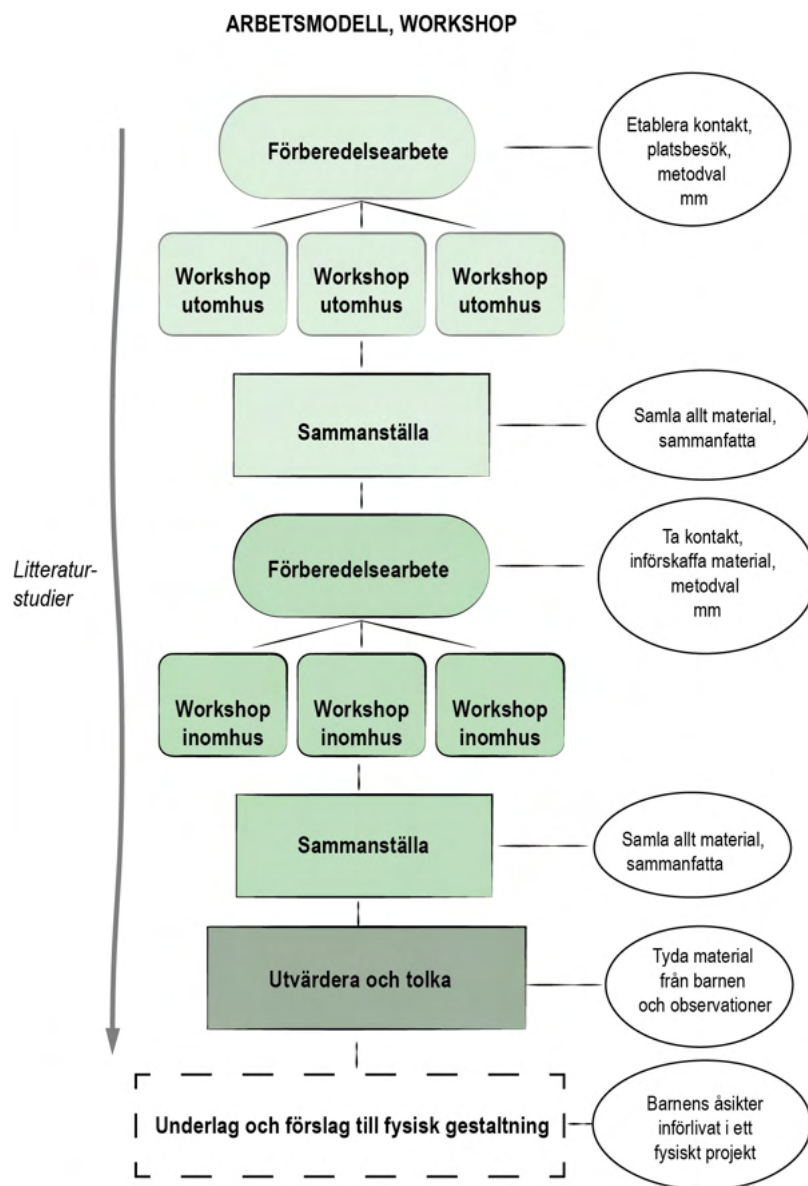 ARBETSMODELL, WORKSHOP
Förberedelsearbete
Etablera kontakt,
platsbesök,
metodval
mm
Workshop
utomhus
Workshop
utomhus
Workshop
utomhus
Sammanställa
Samla allt material,
sammanfatta
Litteratur-
studier
Förberedelsearbete
Ta kontakt,
införskaffa material,
metodval
mm
Workshop
inomhus
Workshop
inomhus
Workshop
inomhus
Sammanställa
Samla allt material,
sammanfatta
Utvärdera och tolka
Tyda material
från barnen
och observationer
Underlag och förslag till fysisk gestaltning
Barnens åsikter
införlivat i ett
fysiskt projekt